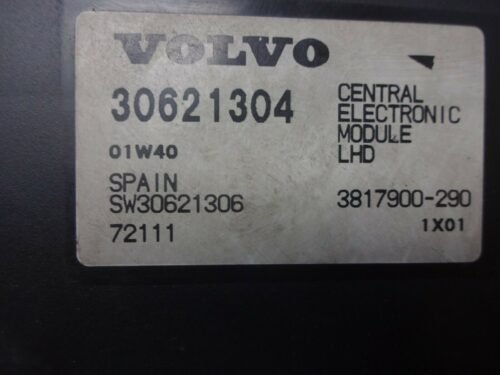 VOLVO
30621304
01W40
SPAIN
SW30621306
72111
CENTRAL
ELECTRONIC
MODULE
LHD
3817900-290
1X01